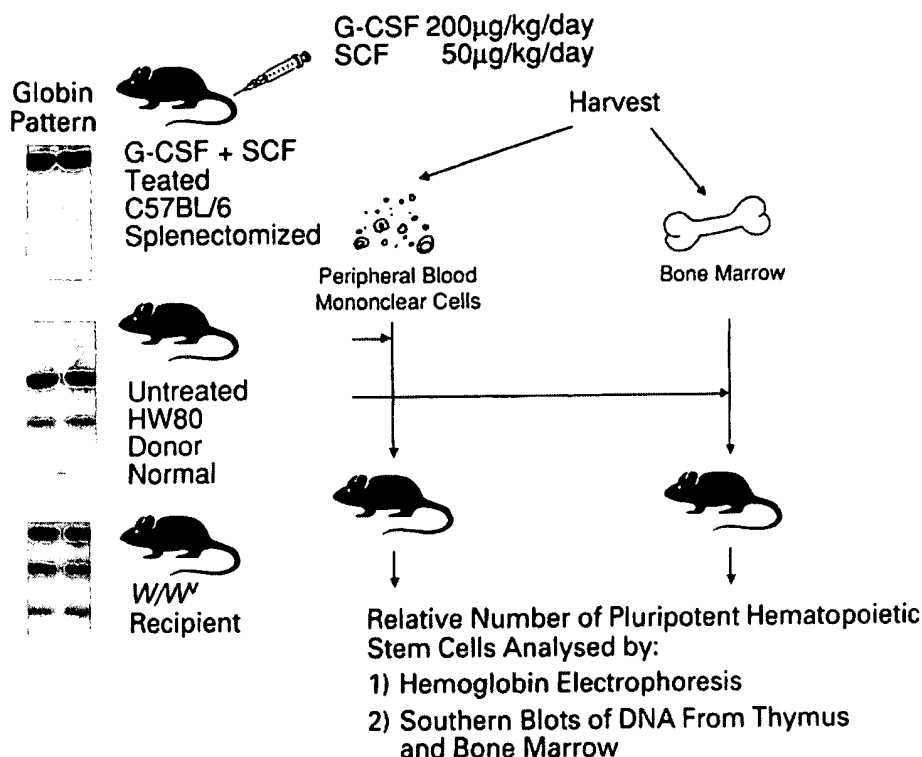 G-CSF 200µg/kg/day
SCF 50µg/kg/day
Globin
Pattern
Harvest
G-CSF + SCF
Teated
C57BL/6
Splenectomized
Peripheral Blood
Mononclear Cells
Bone Marrow
Untreated
HW80
Donor
Normal
W/Wᵛ
Recipient
Relative Number of Pluripotent Hematopoietic
Stem Cells Analysed by:
1) Hemoglobin Electrophoresis
2) Southern Blots of DNA From Thymus
and Bone Marrow